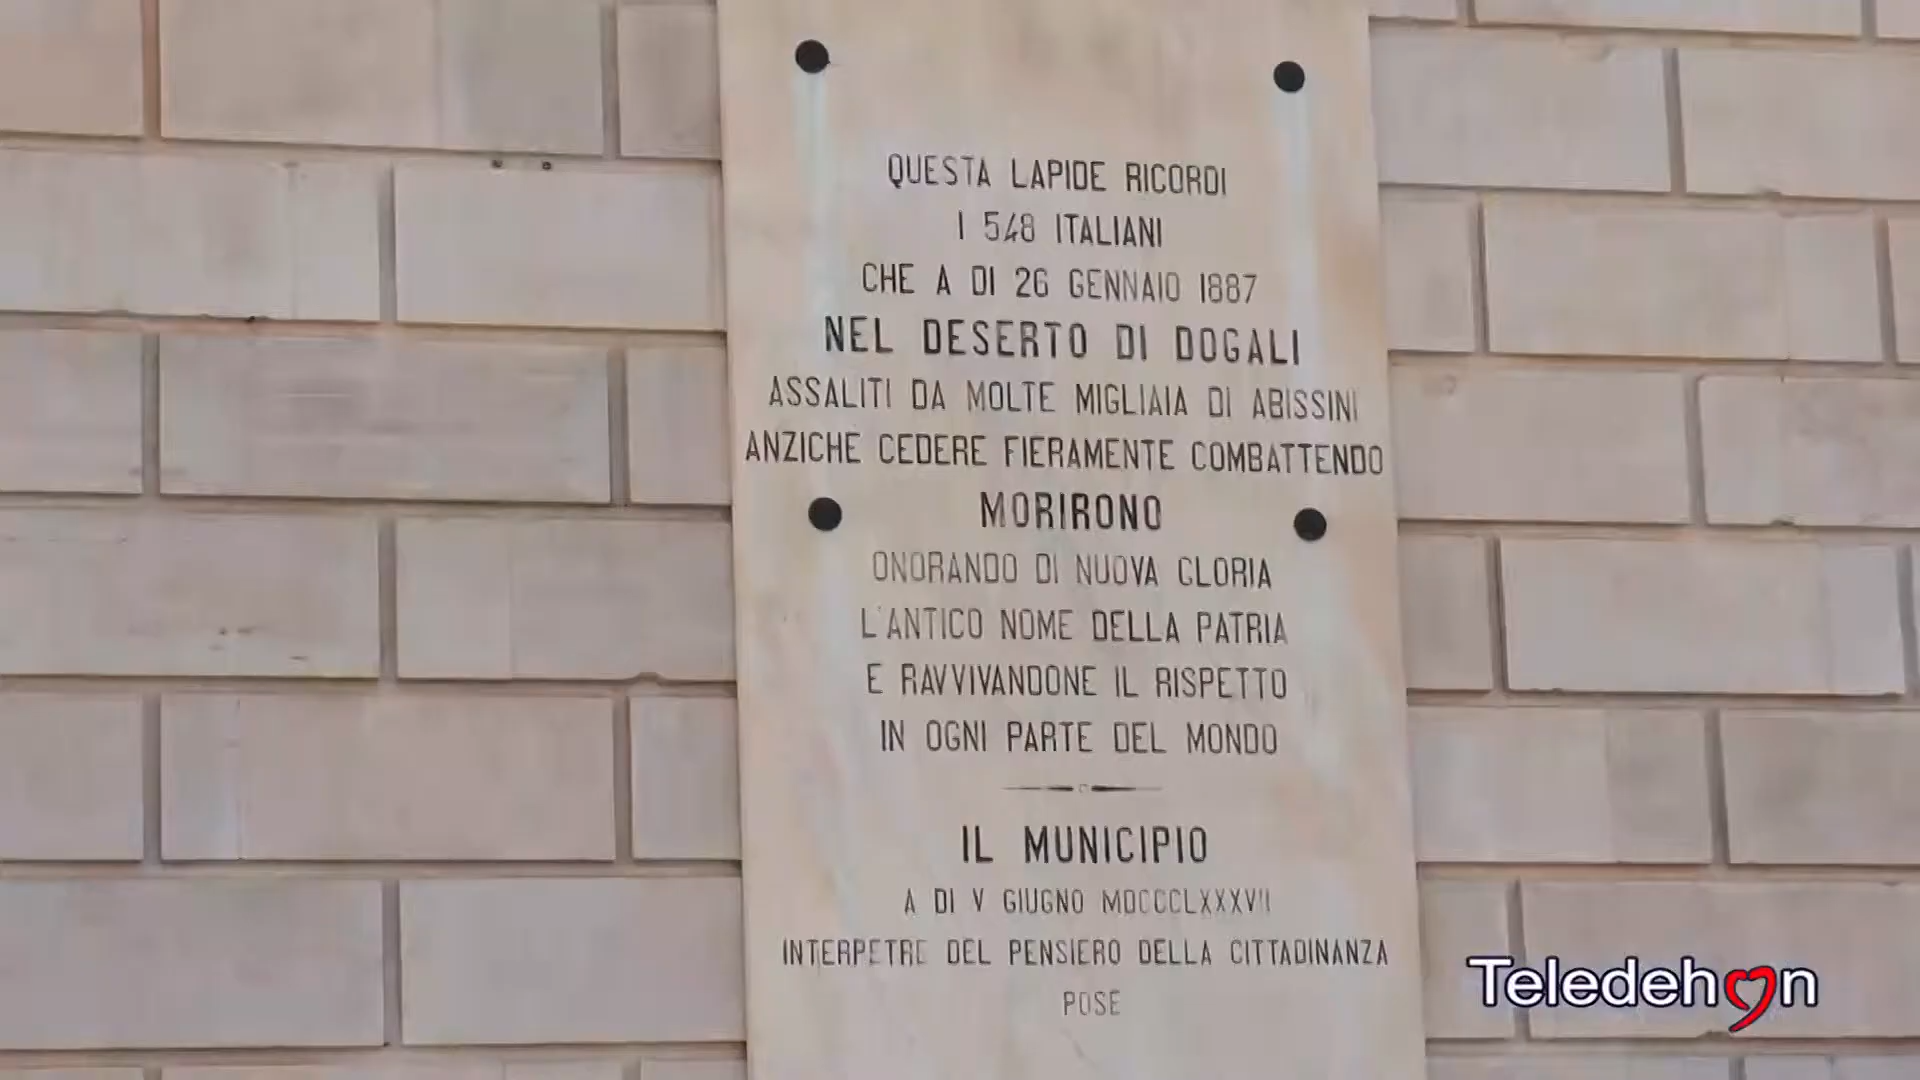 QUESTA LAPIDE RICORDI
I 548 ITALIANI
CHE A DI 26 GENNAIO 1887
NEL DESERTO DI DOGALI
ASSALITI DA MOLTE MIGLIAIA DI ABISSINI
ANZICHE CEDERE FIERAMENTE COMBATTENDO
MORIRONO
ONORANDO DI NUOVA GLORIA
L'ANTICO NOME DELLA PATRIA
E RAVVIVANDONE IL RISPETTO
IN OGNI PARTE DEL MONDO
IL MUNICIPIO
A DI V GIUGNO MDCCCLXXXVII
INTERPETRE DEL PENSIERO DELLA CITTADINANZA
POSE
Teledehon